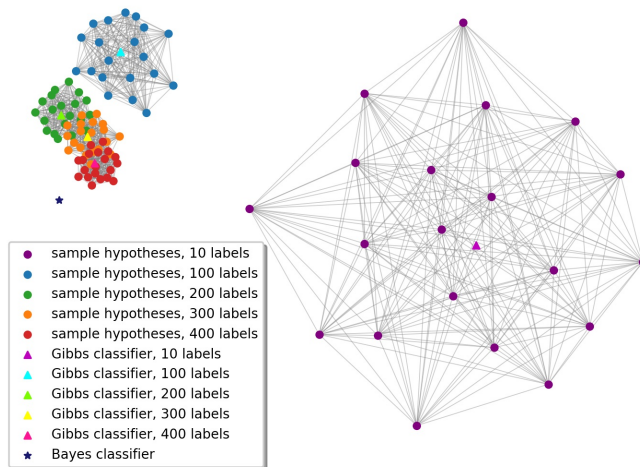 sample hypotheses, 10 labels
sample hypotheses, 100 labels
sample hypotheses, 200 labels
sample hypotheses, 300 labels
sample hypotheses, 400 labels
Gibbs classifier, 10 labels
Gibbs classifier, 100 labels
Gibbs classifier, 200 labels
Gibbs classifier, 300 labels
Gibbs classifier, 400 labels
Bayes classifier